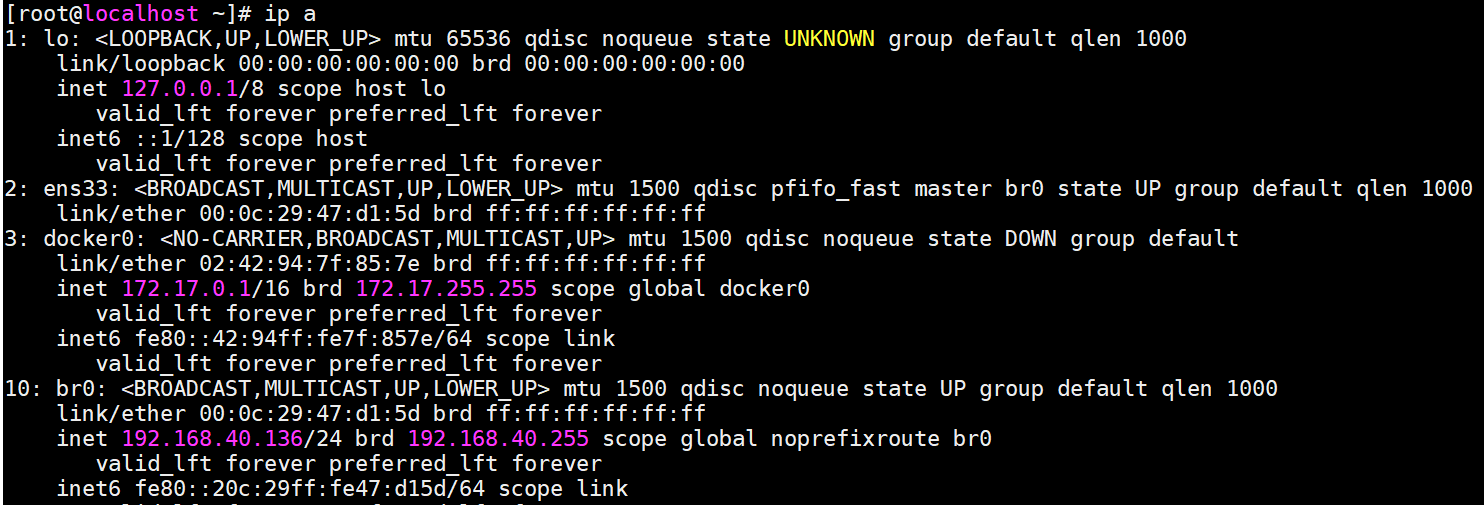 [root@localhost ~]# ip a
1: lo: <LOOPBACK,UP,LOWER_UP> mtu 65536 qdisc noqueue state UNKNOWN group default qlen 1000
    link/loopback 00:00:00:00:00:00 brd 00:00:00:00:00:00
    inet 127.0.0.1/8 scope host lo
       valid_lft forever preferred_lft forever
    inet6 ::1/128 scope host
       valid_lft forever preferred_lft forever
2: ens33: <BROADCAST,MULTICAST,UP,LOWER_UP> mtu 1500 qdisc pfifo_fast master br0 state UP group default qlen 1000
    link/ether 00:0c:29:47:d1:5d brd ff:ff:ff:ff:ff:ff
3: docker0: <NO-CARRIER,BROADCAST,MULTICAST,UP> mtu 1500 qdisc noqueue state DOWN group default
    link/ether 02:42:94:7f:85:7e brd ff:ff:ff:ff:ff:ff
    inet 172.17.0.1/16 brd 172.17.255.255 scope global docker0
       valid_lft forever preferred_lft forever
    inet6 fe80::42:94ff:fe7f:857e/64 scope link
       valid_lft forever preferred_lft forever
10: br0: <BROADCAST,MULTICAST,UP,LOWER_UP> mtu 1500 qdisc noqueue state UP group default qlen 1000
    link/ether 00:0c:29:47:d1:5d brd ff:ff:ff:ff:ff:ff
    inet 192.168.40.136/24 brd 192.168.40.255 scope global noprefixroute br0
       valid_lft forever preferred_lft forever
    inet6 fe80::20c:29ff:fe47:d15d/64 scope link